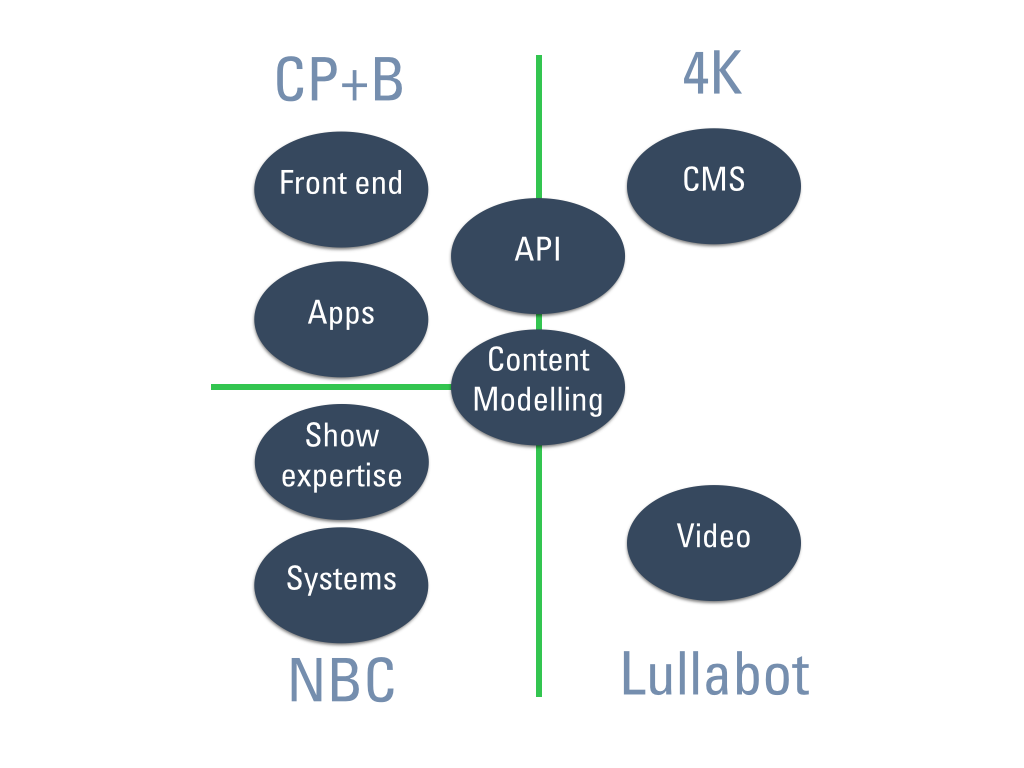 CP+B
4K
Front end
CMS
API
Apps
Content
Modelling
Show
expertise
Video
Systems
NBC
Lullabot